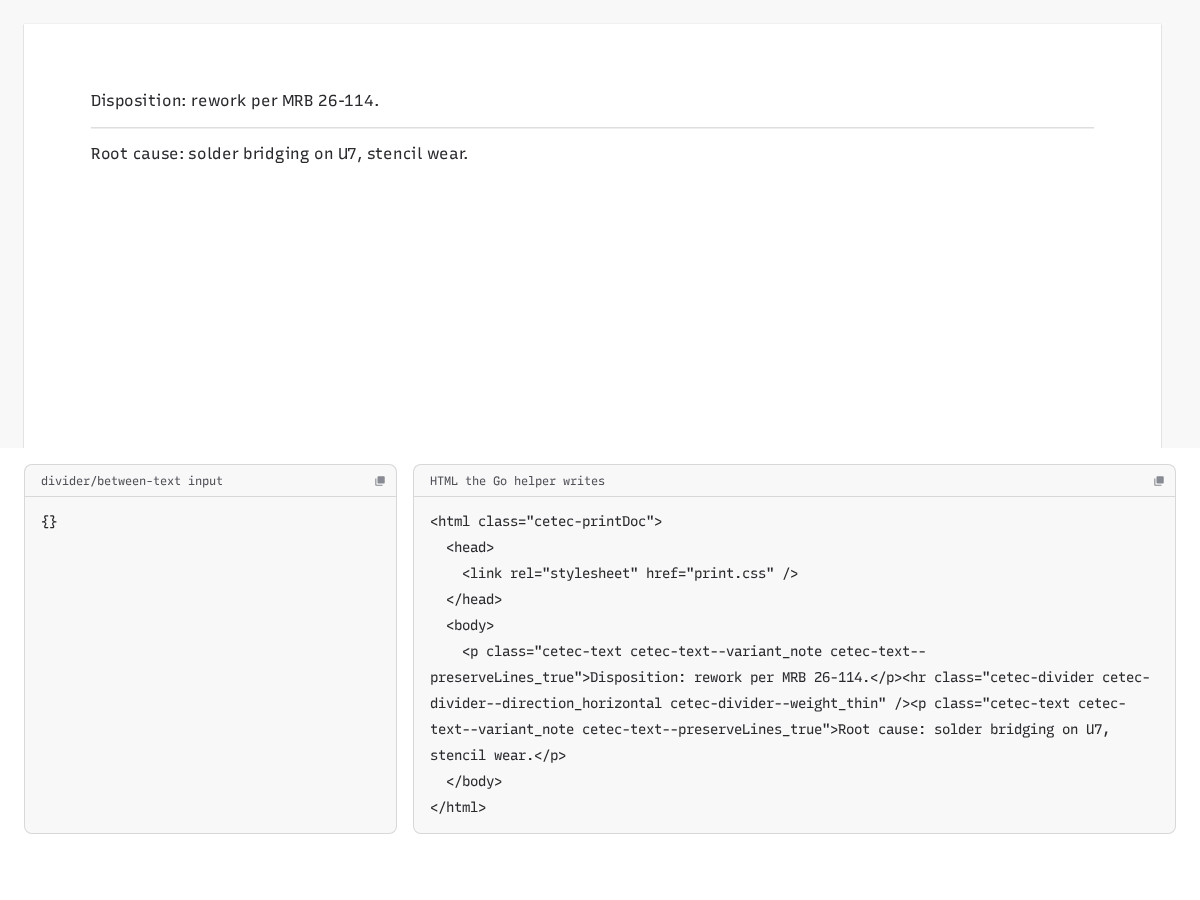 Disposition: rework per MRB 26-114.
Root cause: solder bridging on U7, stencil wear.
divider/between-text input
{}
HTML the Go helper writes
<html class="cetec-printDoc">
  <head>
    <link rel="stylesheet" href="print.css" />
  </head>
  <body>
    <p class="cetec-text cetec-text--variant_note cetec-text--
preserveLines_true">Disposition: rework per MRB 26-114.</p><hr class="cetec-divider cetec-
divider--direction_horizontal cetec-divider--weight_thin" /><p class="cetec-text cetec-
text--variant_note cetec-text--preserveLines_true">Root cause: solder bridging on U7,
stencil wear.</p>
  </body>
</html>